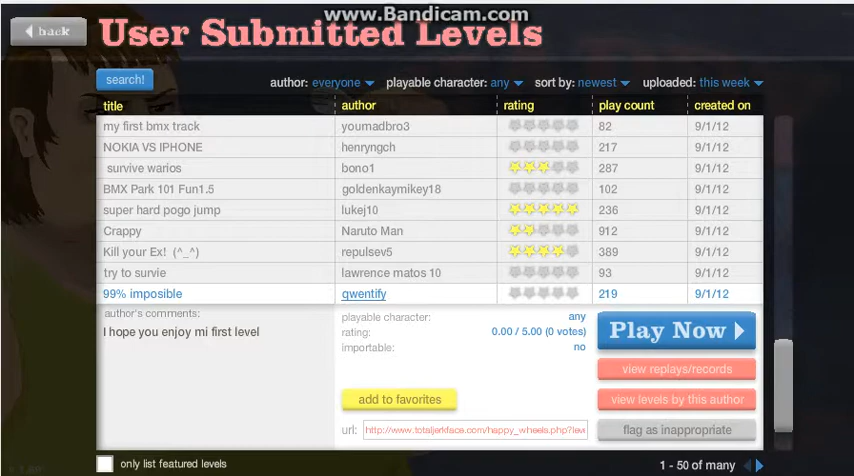 www.Bandicam.com
back
User Submitted Levels
search!
author: everyone playable character: any sort by: newest uploaded: this week
title author rating play count created on
my first bmx track youmadbro3 82 9/1/12
NOKIA VS IPHONE henryngch 217 9/1/12
survive warios bono1 287 9/1/12
BMX Park 101 Fun1.5 goldenkaymikey18 102 9/1/12
super hard pogo jump lukej10 236 9/1/12
Crappy Naruto Man 912 9/1/12
Kill your Ex! (^_^) repulsev5 389 9/1/12
try to survie lawrence matos 10 93 9/1/12
99% imposible qwentify 219 9/1/12
author's comments:
I hope you enjoy mi first level
playable character: any
rating: 0.00 / 5.00 (0 votes)
importable: no
add to favorites
url: http://www.totaljerkface.com/happy_wheels.php?leve
Play Now
view replays/records
view levels by this author
flag as inappropriate
only list featured levels
1 - 50 of many